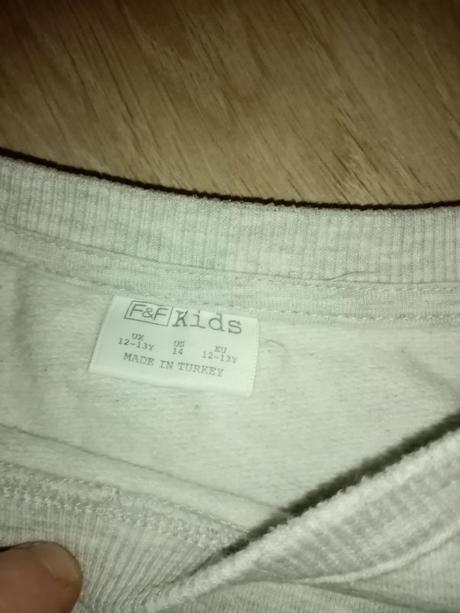 F&F Kids
UK US EU
12-13Y 14 12-13Y
MADE IN TURKEY